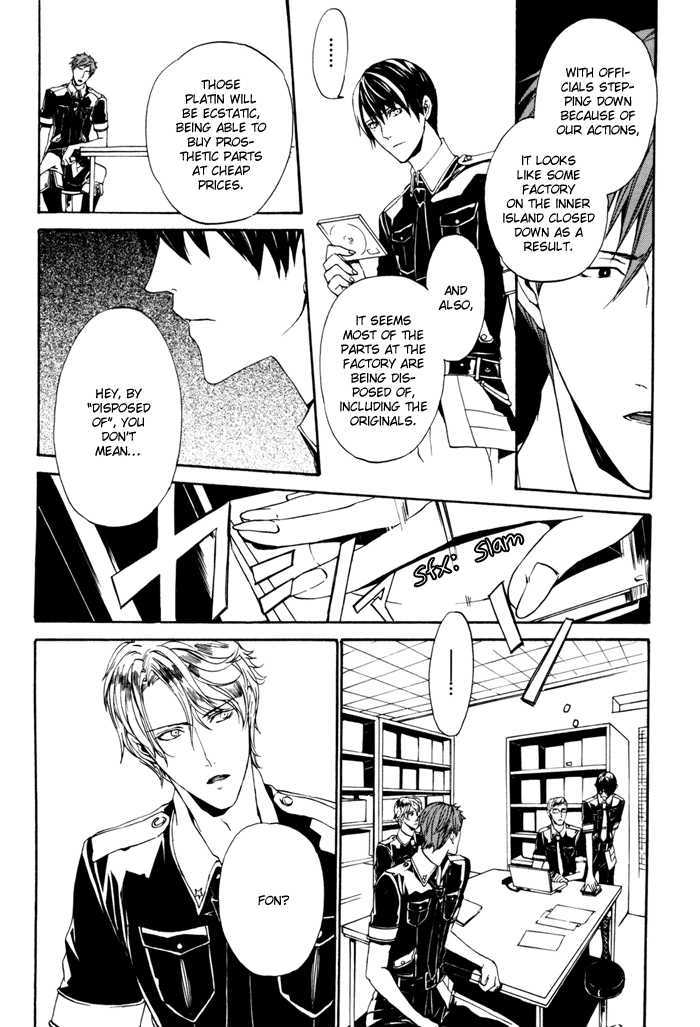 WITH OFFI-
CIALS STEP-
PING DOWN
BECAUSE OF
OUR ACTIONS,
IT LOOKS
LIKE SOME
FACTORY
ON THE INNER
ISLAND CLOSED
DOWN AS A
RESULT.
......
AND
ALSO,
IT SEEMS
MOST OF THE
PARTS AT THE
FACTORY ARE
BEING DIS-
POSED OF,
INCLUDING THE
ORIGINALS.
THOSE
PLATIN WILL
BE ECSTATIC,
BEING ABLE TO
BUY PROS-
THETIC PARTS
AT CHEAP
PRICES.
HEY, BY
"DISPOSED
OF", YOU
DON'T
MEAN...
sfx: Slam
ガタン
......
FON?